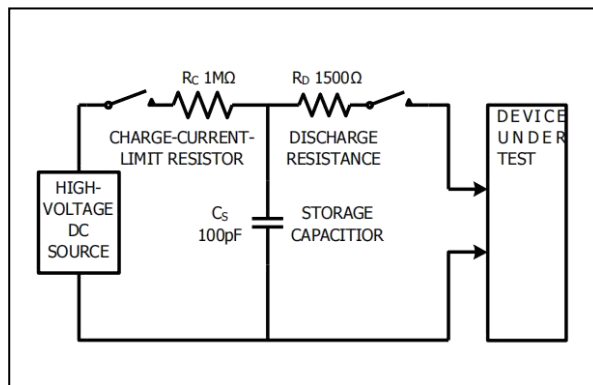 RC 1MΩ
RD 1500Ω
CHARGE-CURRENT-
LIMIT RESISTOR
DISCHARGE
RESISTANCE
DEVICE
UNDER
TEST
HIGH-
VOLTAGE
DC
SOURCE
CS
100pF
STORAGE
CAPACITIOR